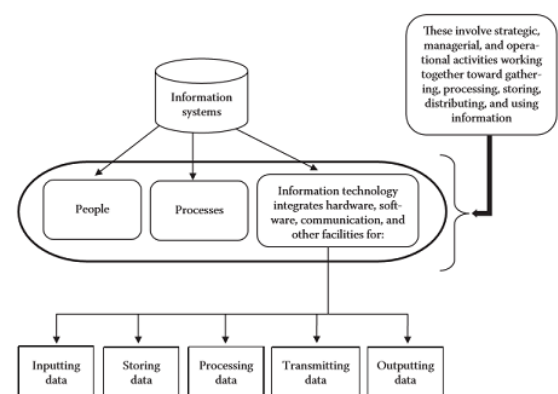 These involve strategic,
managerial, and opera-
tional activities working
together toward gather-
ing, processing, storing,
distributing, and using
information
Information
systems
People
Processes
Information technology
integrates hardware, soft-
ware, communication, and
other facilities for:
Inputting
data
Storing
data
Processing
data
Transmitting
data
Outputting
data